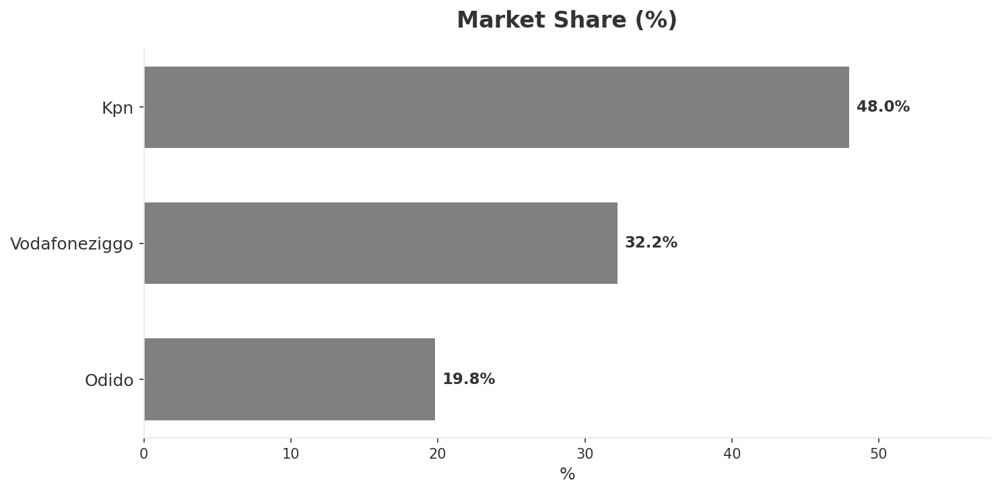 Market Share (%)
Kpn
48.0%
Vodafoneziggo
32.2%
Odido
19.8%
0 10 20 30 40 50
%